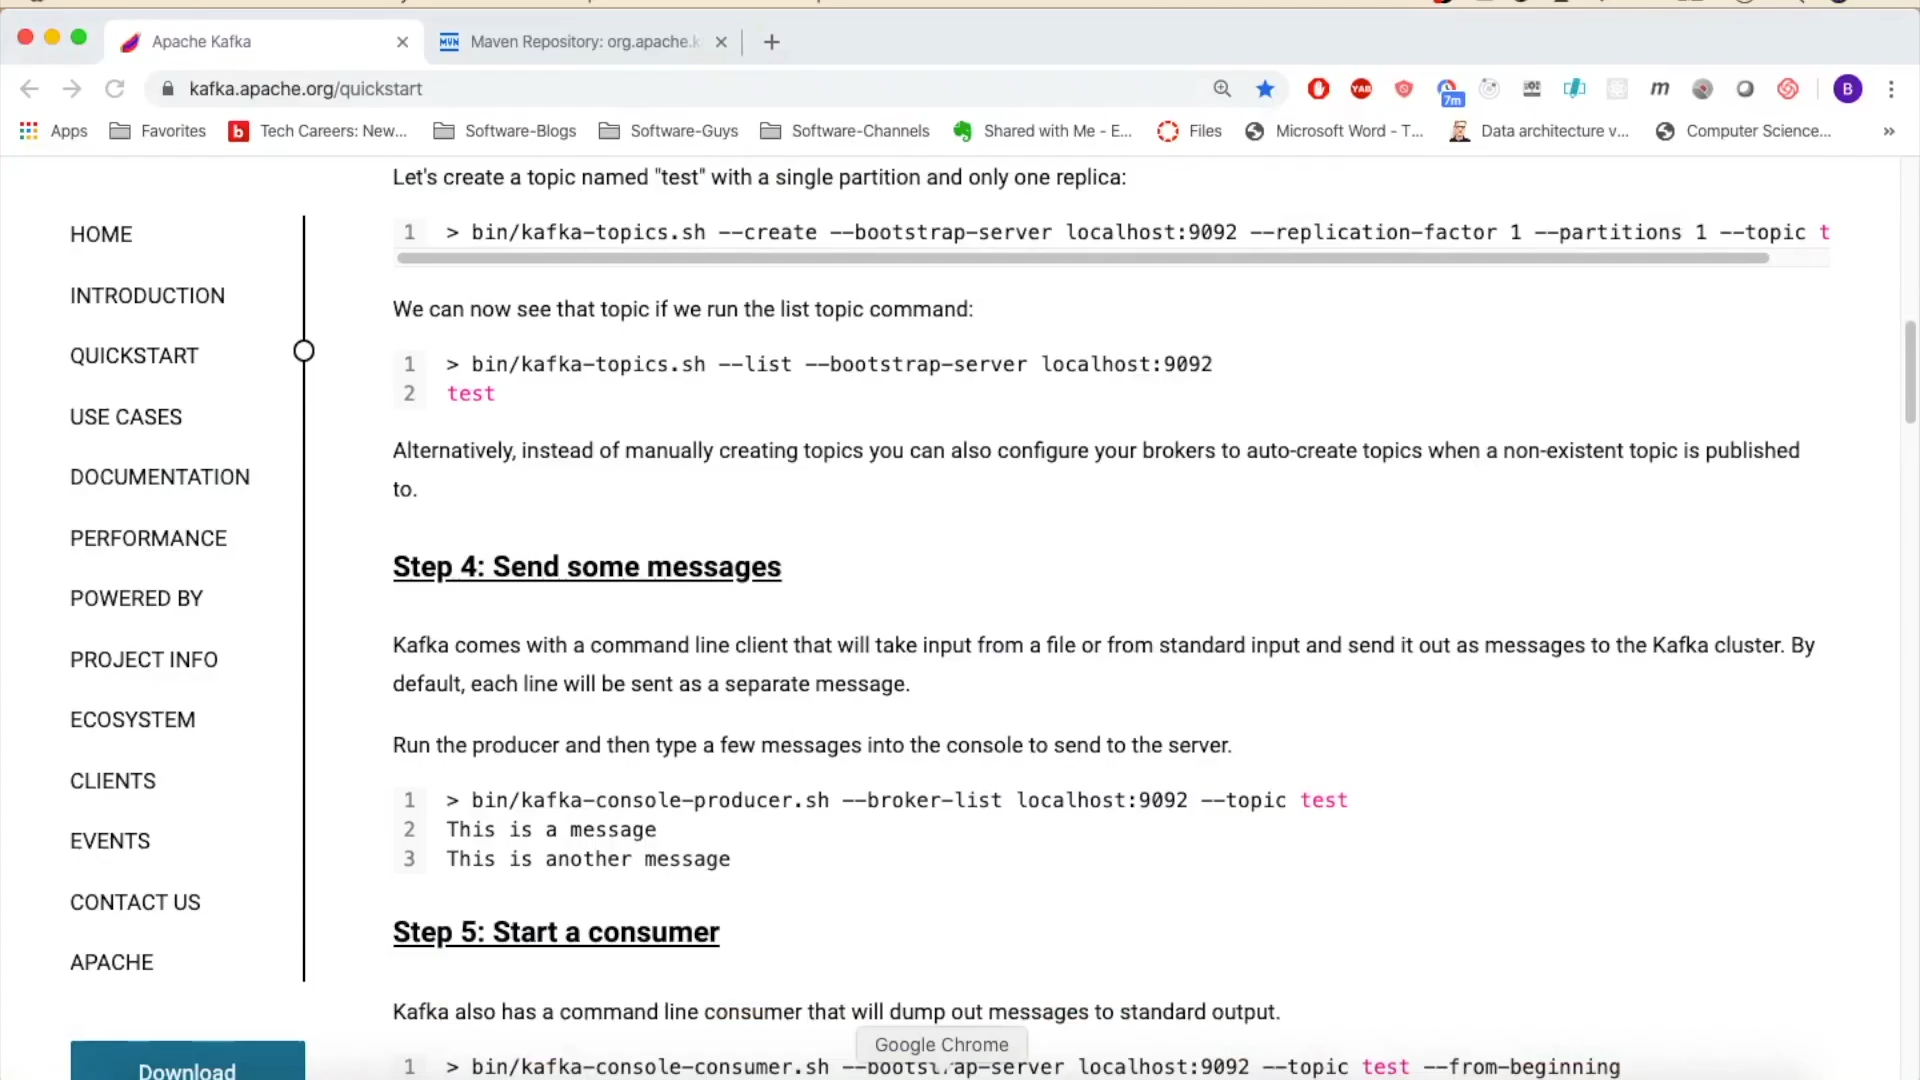 Apache Kafka
Maven Repository: org.apache.k
kafka.apache.org/quickstart
7m
B
Apps
Favorites
Tech Careers: New...
Software-Blogs
Software-Guys
Software-Channels
Shared with Me - E...
Files
Microsoft Word - T...
Data architecture v...
Computer Science...
»
HOME
INTRODUCTION
QUICKSTART
USE CASES
DOCUMENTATION
PERFORMANCE
POWERED BY
PROJECT INFO
ECOSYSTEM
CLIENTS
EVENTS
CONTACT US
APACHE
Download
Let's create a topic named "test" with a single partition and only one replica:
1 > bin/kafka-topics.sh --create --bootstrap-server localhost:9092 --replication-factor 1 --partitions 1 --topic t
We can now see that topic if we run the list topic command:
1 > bin/kafka-topics.sh --list --bootstrap-server localhost:9092
2 test
Alternatively, instead of manually creating topics you can also configure your brokers to auto-create topics when a non-existent topic is published
to.
Step 4: Send some messages
Kafka comes with a command line client that will take input from a file or from standard input and send it out as messages to the Kafka cluster. By
default, each line will be sent as a separate message.
Run the producer and then type a few messages into the console to send to the server.
1 > bin/kafka-console-producer.sh --broker-list localhost:9092 --topic test
2 This is a message
3 This is another message
Step 5: Start a consumer
Kafka also has a command line consumer that will dump out messages to standard output.
Google Chrome
1 > bin/kafka-console-consumer.sh --bootstrap-server localhost:9092 --topic test --from-beginning